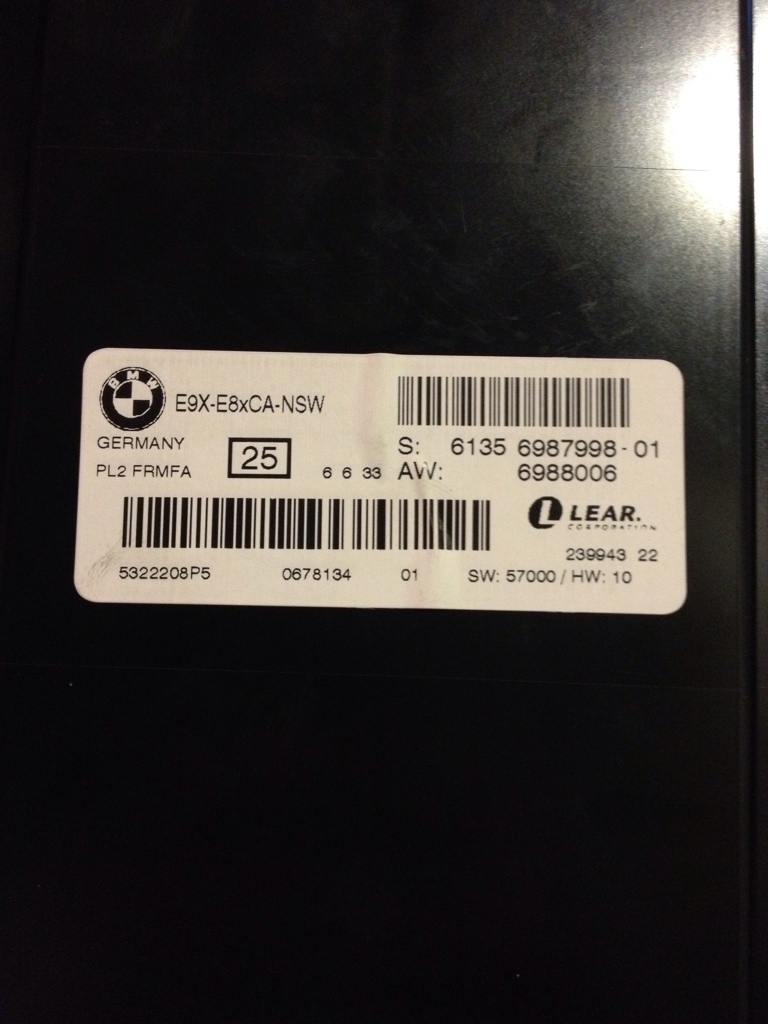 BMW
E9X-E8xCA-NSW
GERMANY
PL2 FRMFA
25
6 6 33
S: 6135 6987998-01
AW: 6988006
LEAR.
CORPORATION
239943 22
5322208P5 0678134 01 SW: 57000 / HW: 10